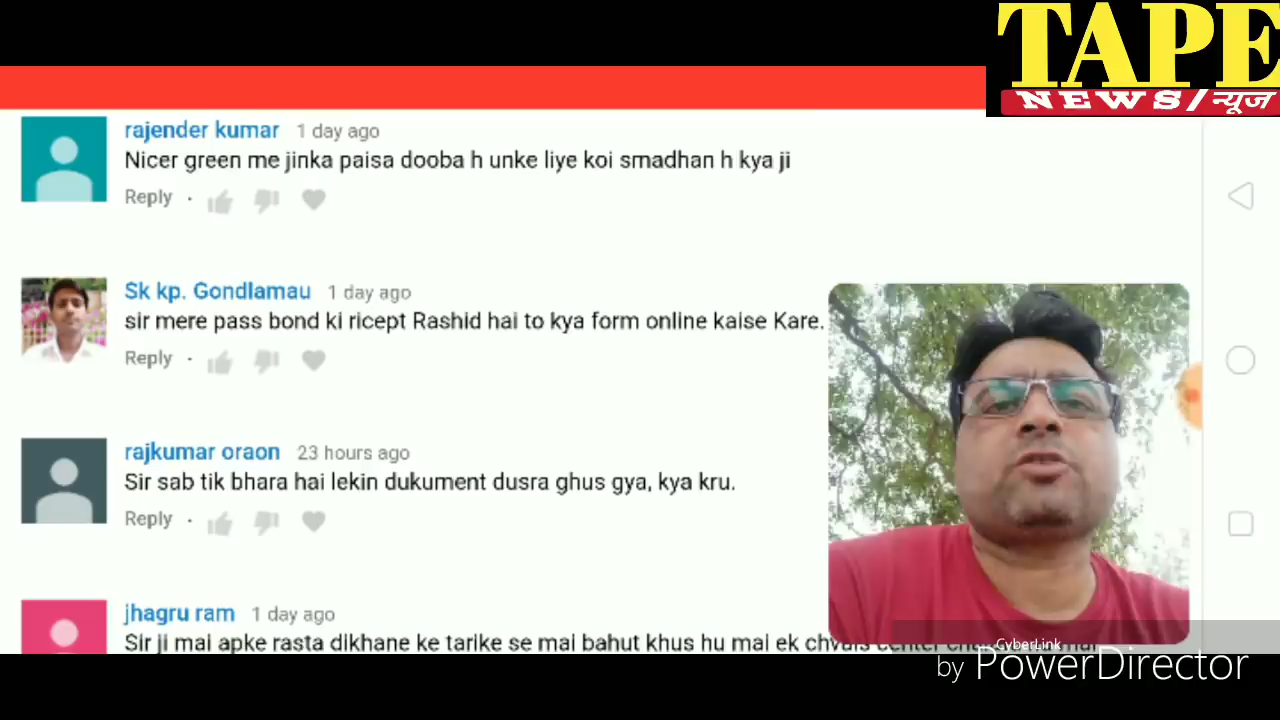 TAPE
NEWS/न्यूज
rajender kumar 1 day ago
Nicer green me jinka paisa dooba h unke liye koi smadhan h kya ji
Reply ·
Sk kp. Gondlamau 1 day ago
sir mere pass bond ki ricept Rashid hai to kya form online kaise Kare.
Reply ·
rajkumar oraon 23 hours ago
Sir sab tik bhara hai lekin dukument dusra ghus gya, kya kru.
Reply ·
jhagru ram 1 day ago
Sir ji mai apke rasta dikhane ke tarike se mai bahut khus hu mai ek
CyberLink
by PowerDirector